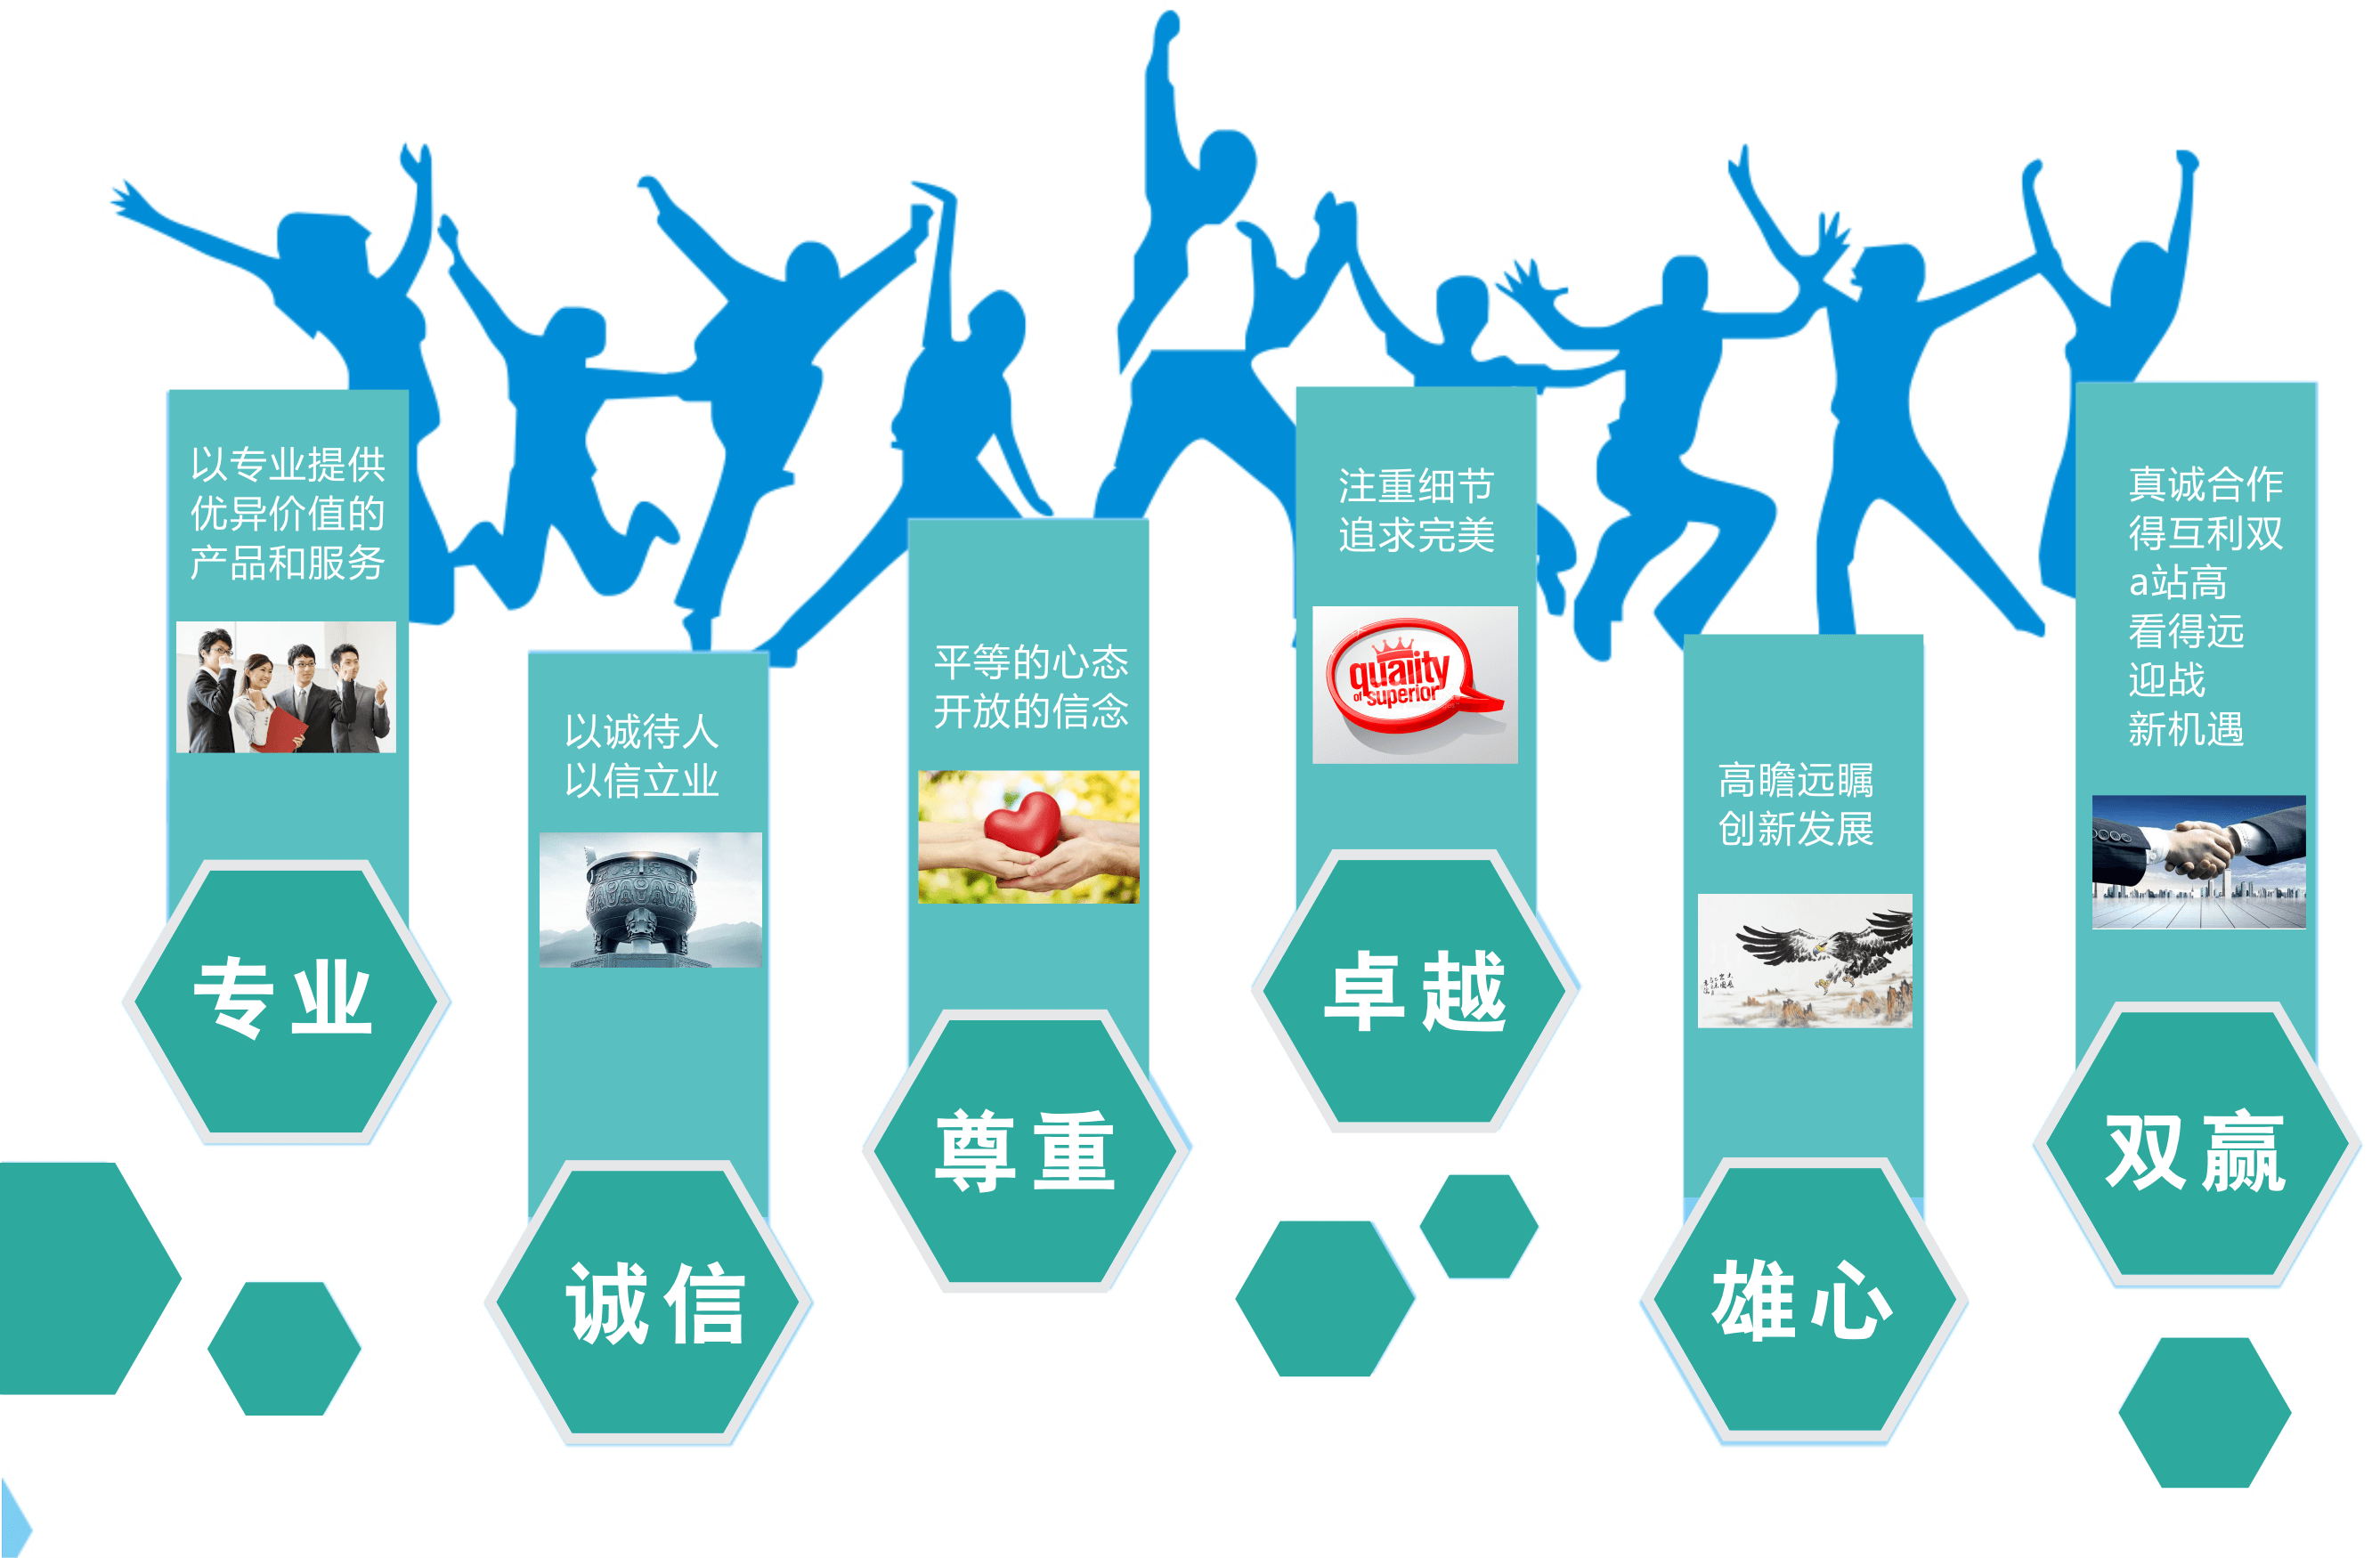 以专业提供
优异价值的
产品和服务
专业
以诚待人
以信立业
诚信
平等的心态
开放的信念
尊重
注重细节
追求完美
quaiity
of superior
卓越
高瞻远瞩
创新发展
雄心
真诚合作
得互利双
a站高
看得远
迎战
新机遇
双赢